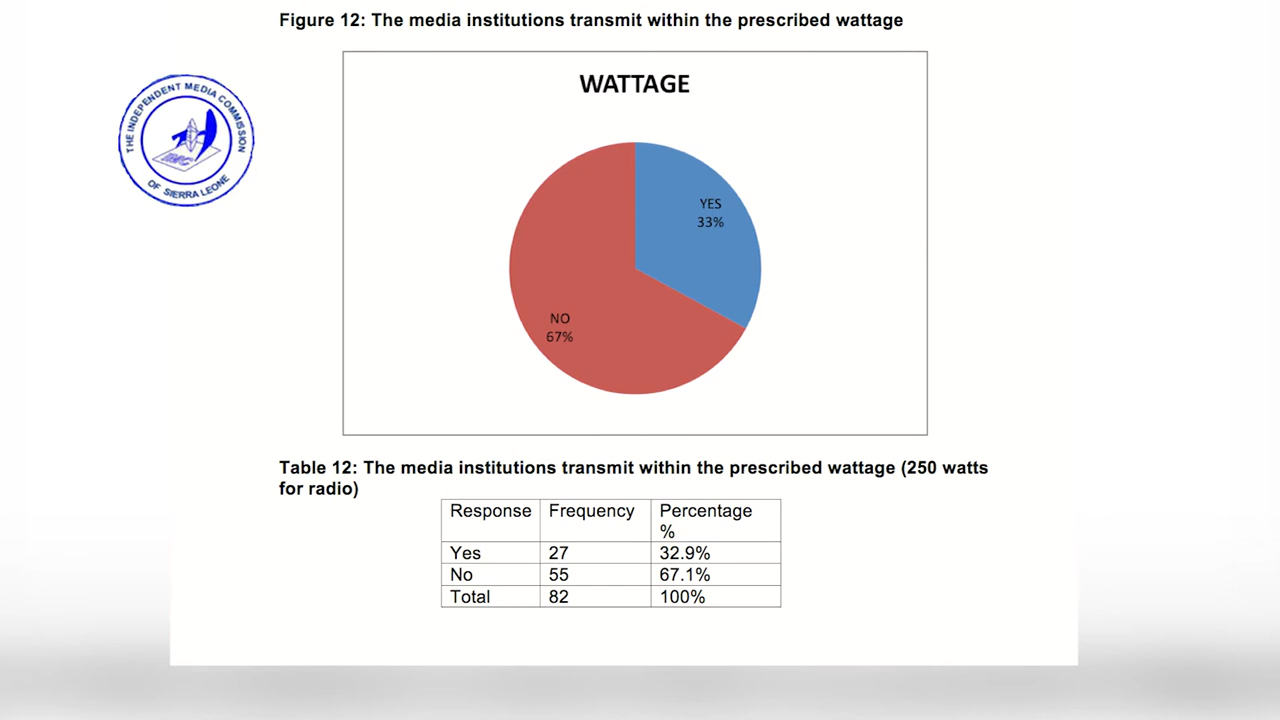 Figure 12: The media institutions transmit within the prescribed wattage
WATTAGE
THE INDEPENDENT MEDIA COMMISSION
OF SIERRA LEONE
YES
33%
NO
67%
Table 12: The media institutions transmit within the prescribed wattage (250 watts
for radio)
Response Frequency Percentage
%
Yes 27 32.9%
No 55 67.1%
Total 82 100%